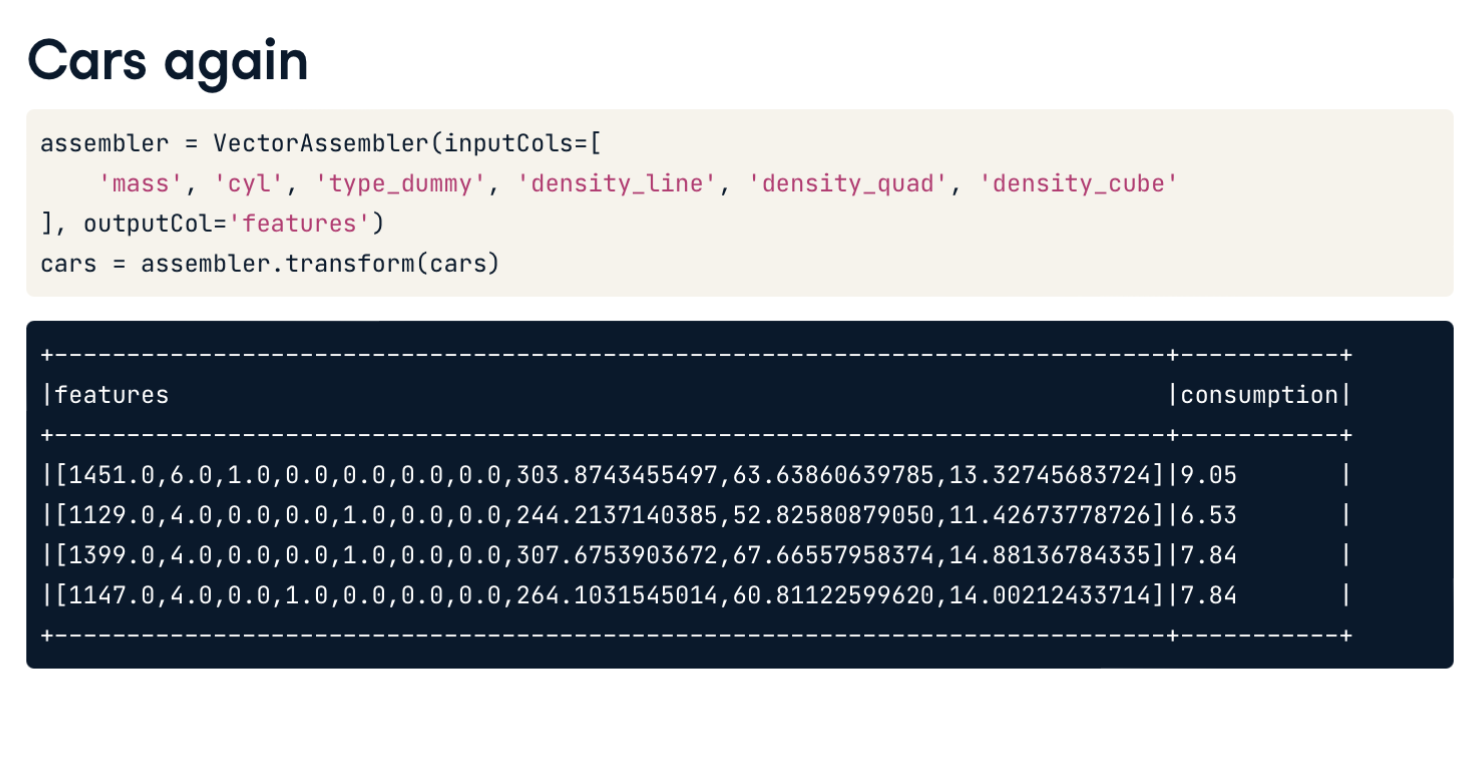 Cars again
assembler = VectorAssembler(inputCols=[
    'mass', 'cyl', 'type_dummy', 'density_line', 'density_quad', 'density_cube'
], outputCol='features')
cars = assembler.transform(cars)
+-----------------------------------------------------------------------------+-----------+
|features                                                                     |consumption|
+-----------------------------------------------------------------------------+-----------+
|[1451.0,6.0,1.0,0.0,0.0,0.0,0.0,303.8743455497,63.63860639785,13.32745683724]|9.05       |
|[1129.0,4.0,0.0,0.0,1.0,0.0,0.0,244.2137140385,52.82580879050,11.42673778726]|6.53       |
|[1399.0,4.0,0.0,0.0,1.0,0.0,0.0,307.6753903672,67.66557958374,14.88136784335]|7.84       |
|[1147.0,4.0,0.0,1.0,0.0,0.0,0.0,264.1031545014,60.81122599620,14.00212433714]|7.84       |
+-----------------------------------------------------------------------------+-----------+